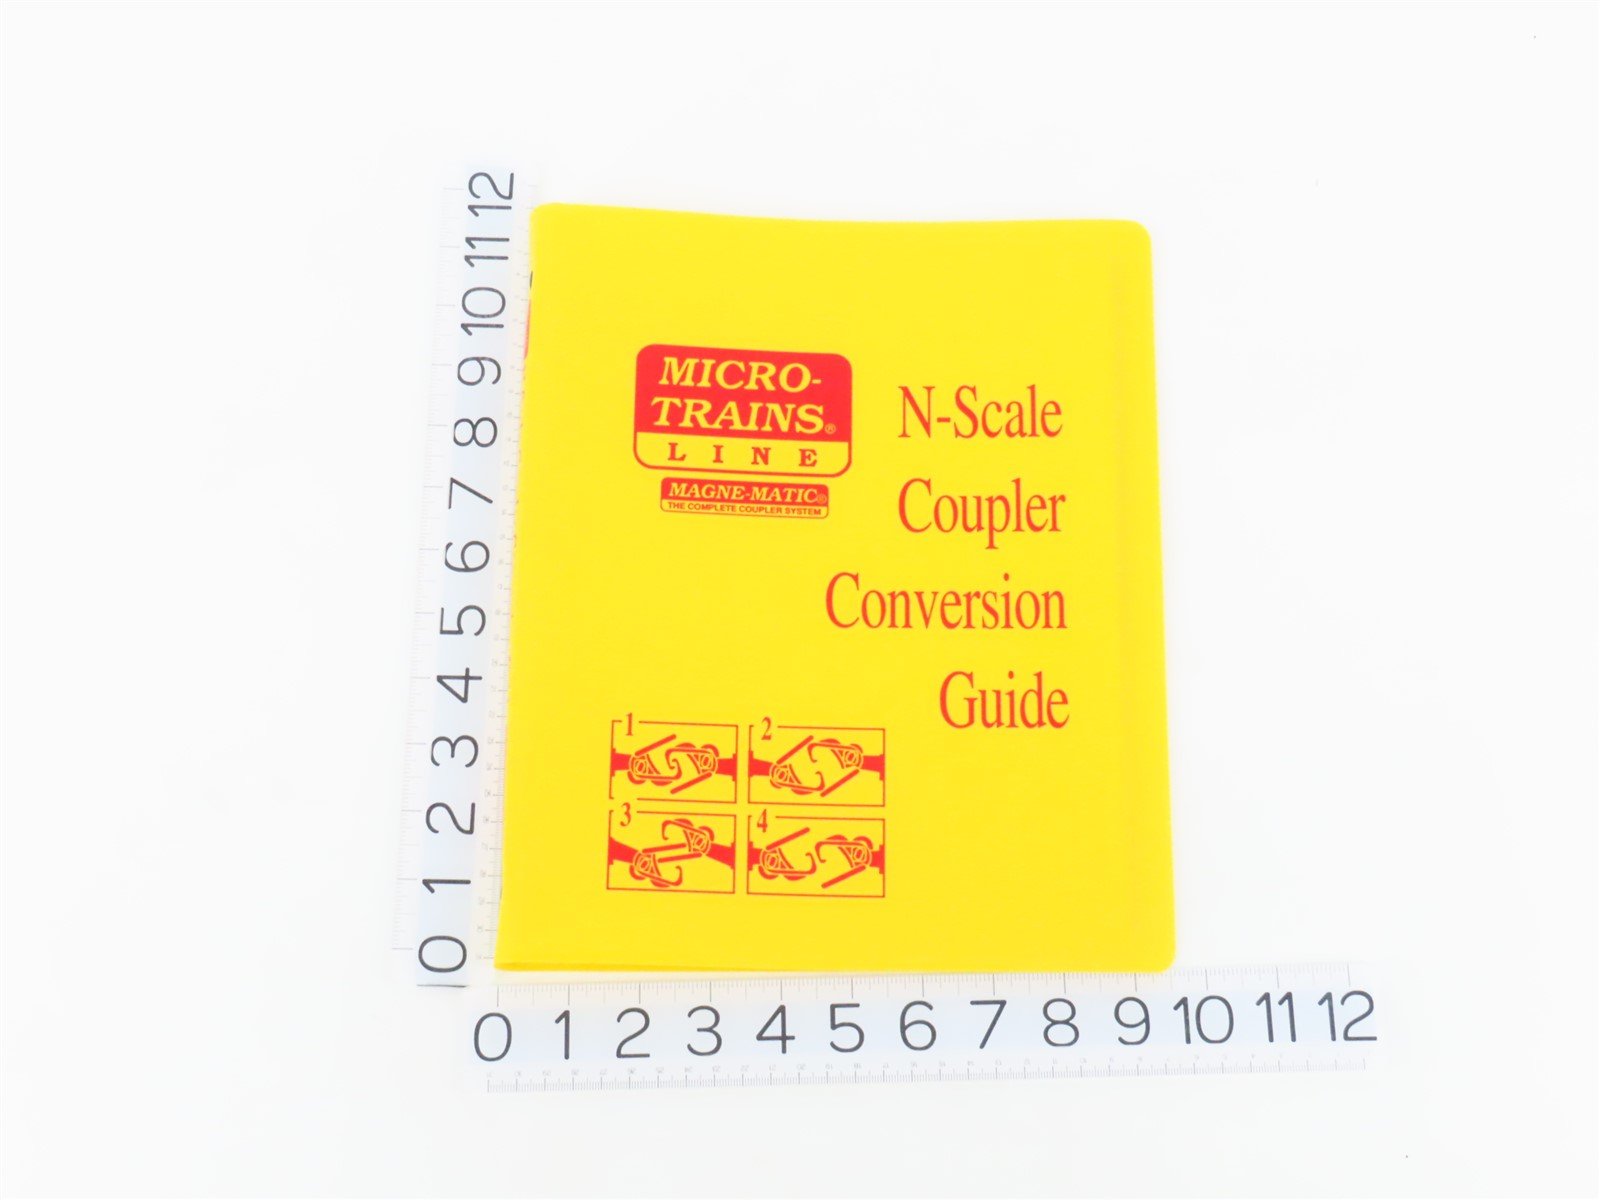 MICRO-
TRAINS®
LINE
MAGNE-MATIC®
THE COMPLETE COUPLER SYSTEM
N-Scale
Coupler
Conversion
Guide
1
2
3
4
12
11
10
9
8
7
6
5
4
3
2
1
0
0 1 2 3 4 5 6 7 8 9 10 11 12